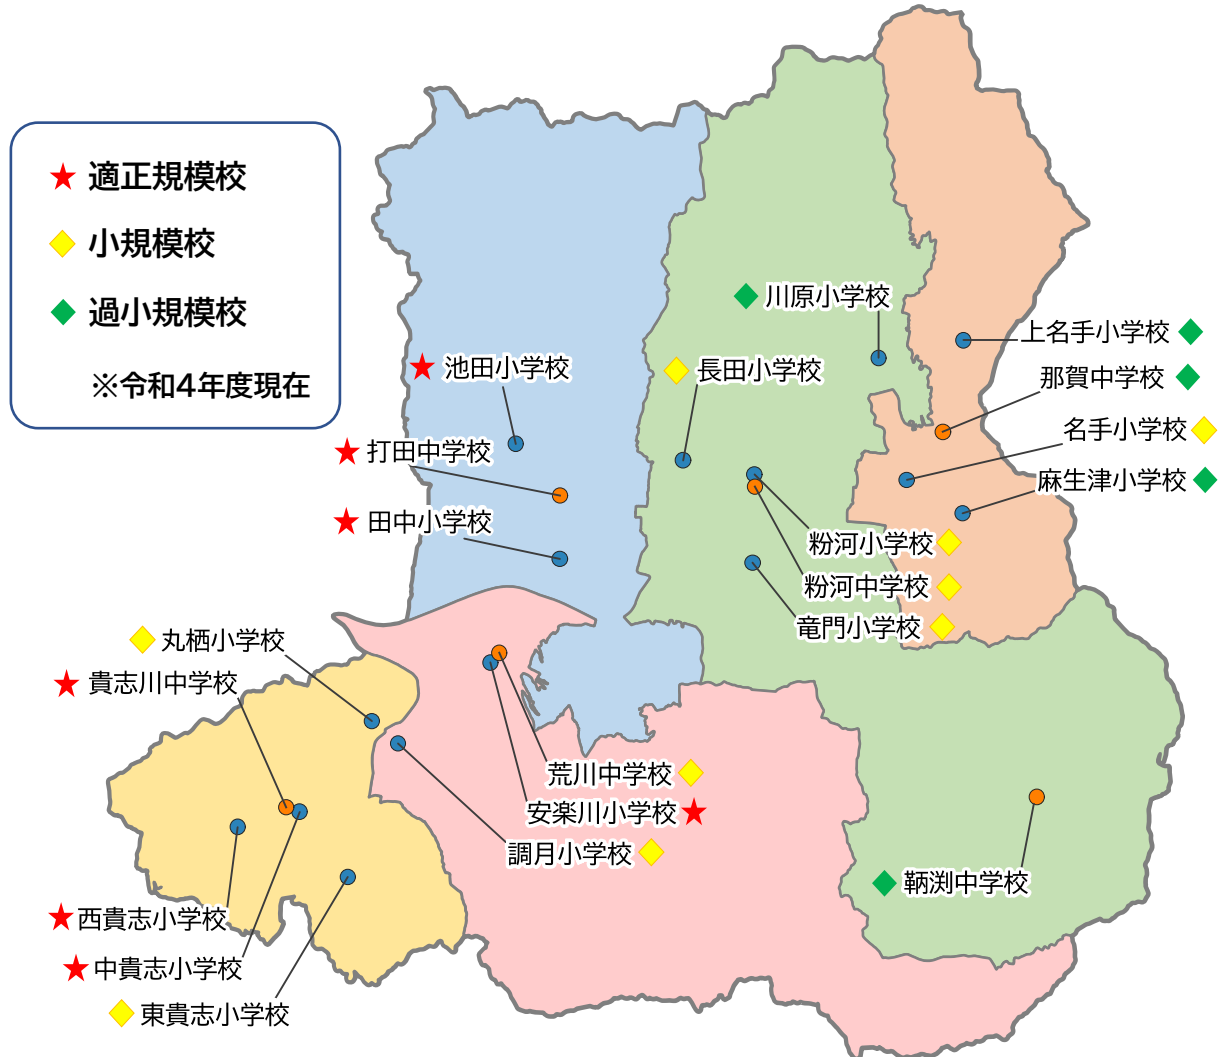 適正規模校
小規模校
過小規模校
※令和4年度現在
川原小学校
上名手小学校
池田小学校
長田小学校
那賀中学校
名手小学校
打田中学校
麻生津小学校
田中小学校
粉河小学校
粉河中学校
竜門小学校
丸栖小学校
貴志川中学校
荒川中学校
安楽川小学校
調月小学校
鞆渕中学校
西貴志小学校
中貴志小学校
東貴志小学校